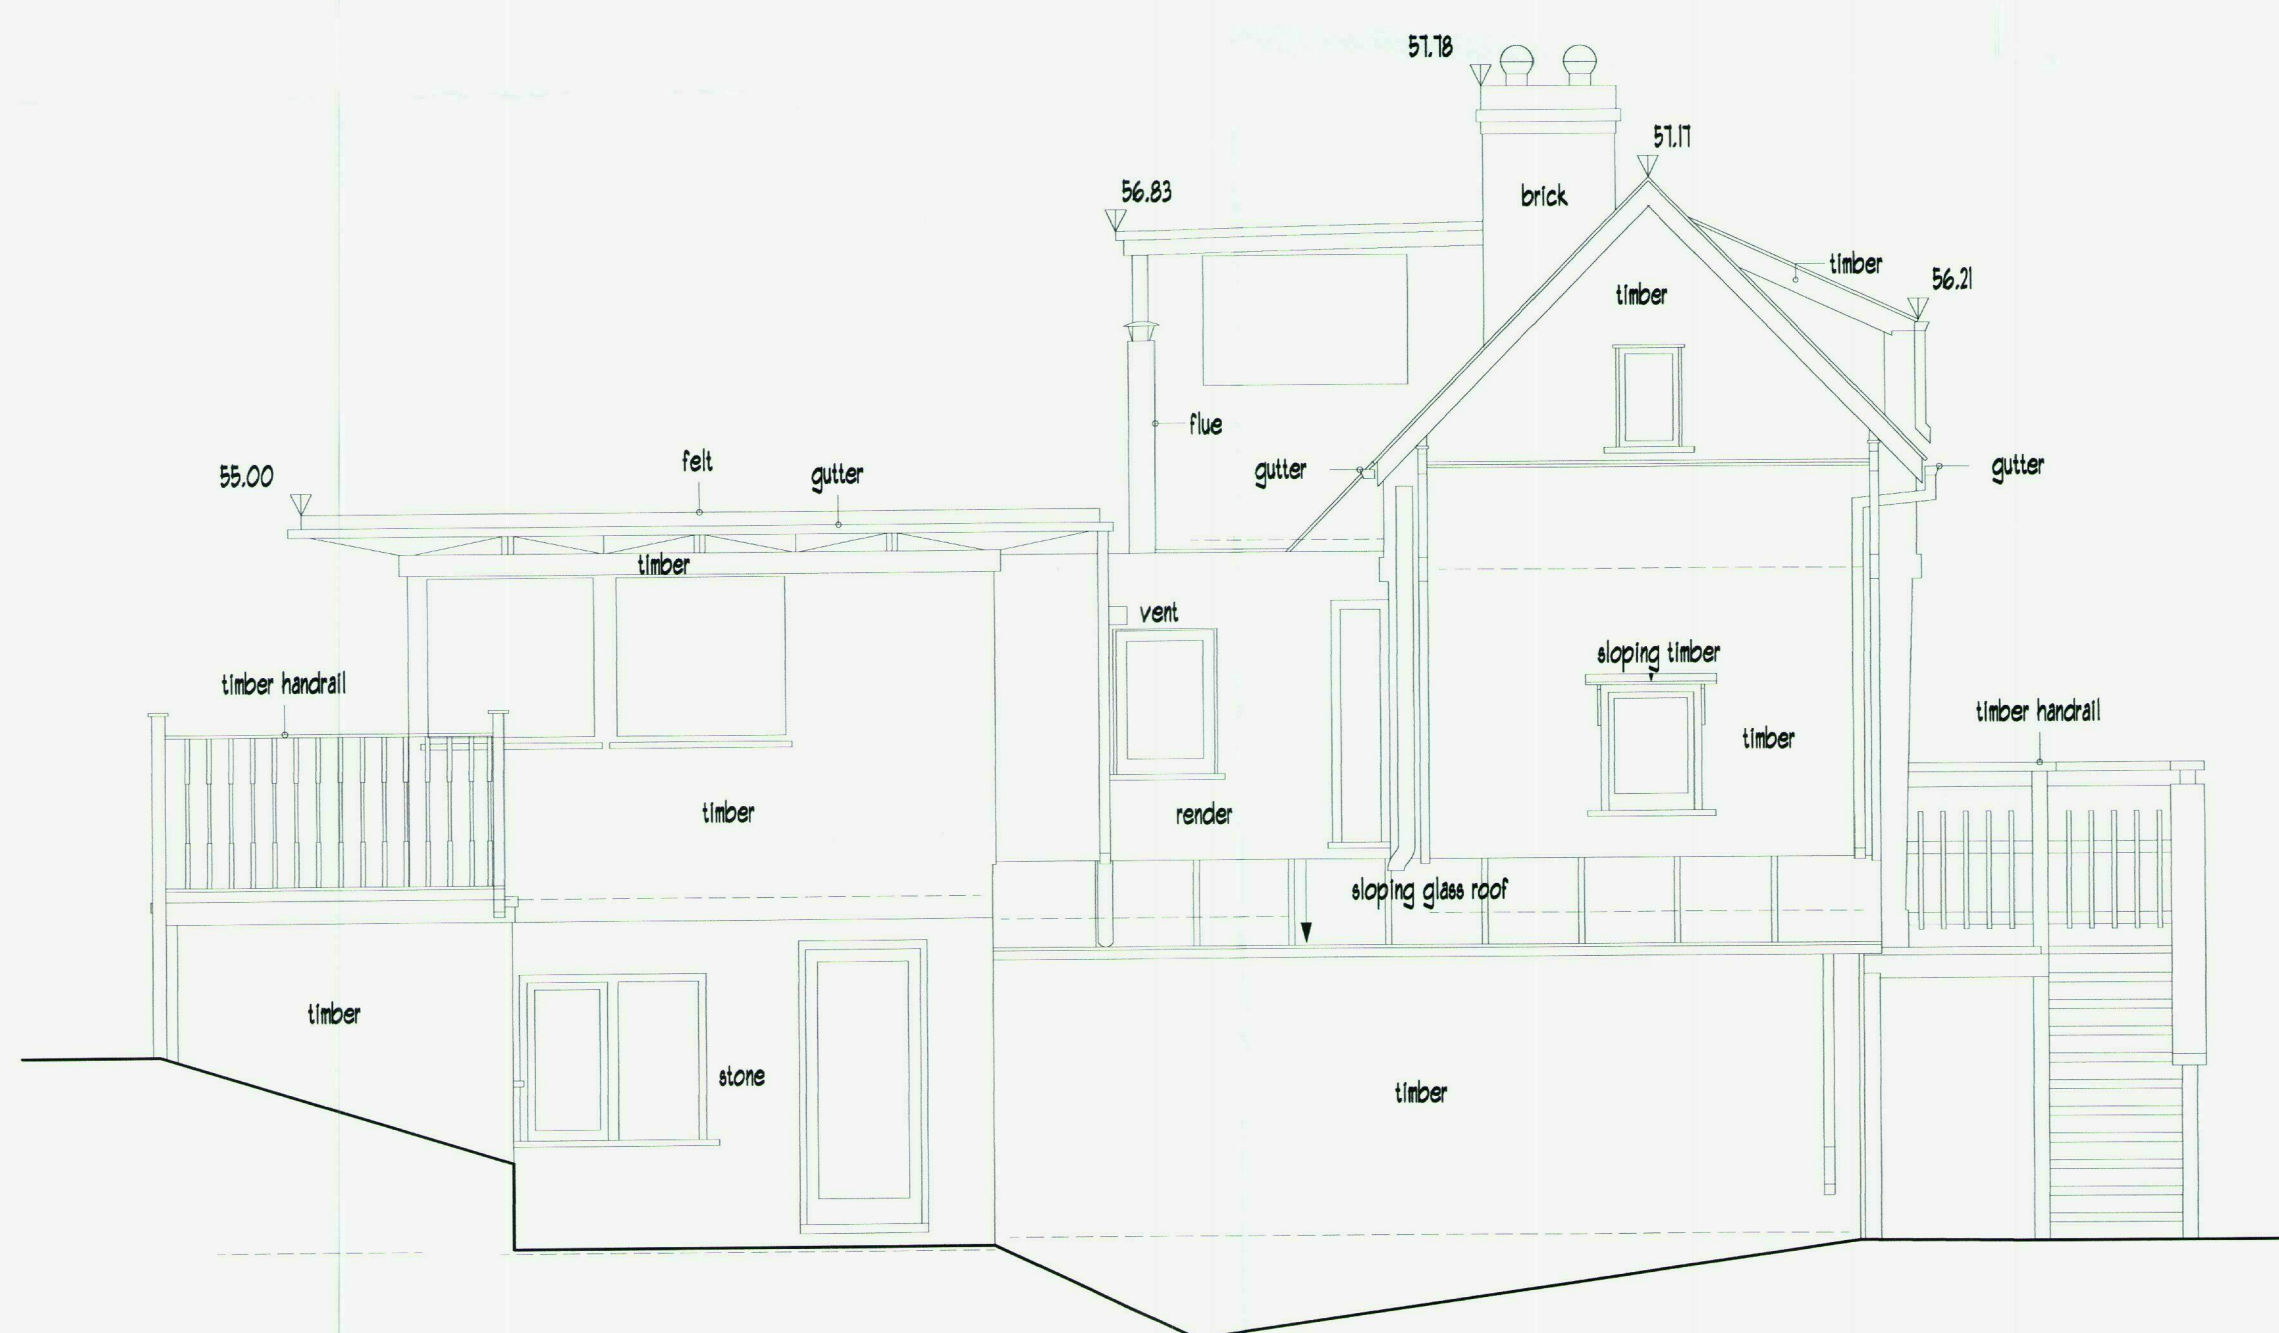 57.78
57.17
56.83
brick
timber
56.21
timber
flue
felt
gutter
gutter
gutter
55.00
timber
vent
sloping timber
timber handrail
timber handrail
timber
timber
render
sloping glass roof
timber
stone
timber